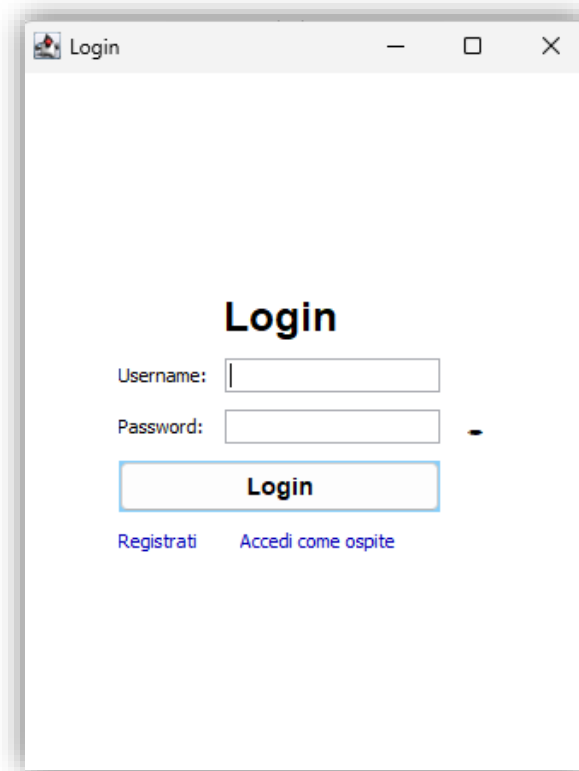 Login
Login
Username:
Password:
Login
Registrati Accedi come ospite